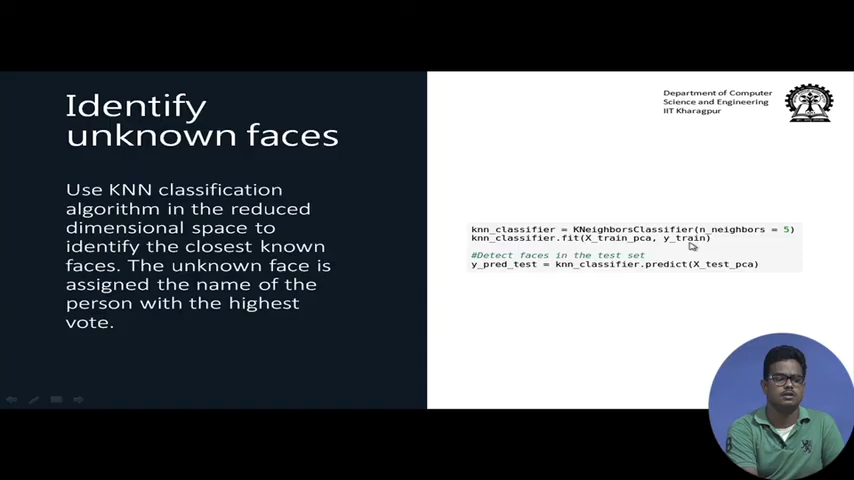 Identify
unknown faces
Use KNN classification
algorithm in the reduced
dimensional space to
identify the closest known
faces. The unknown face is
assigned the name of the
person with the highest
vote.
Department of Computer
Science and Engineering
IIT Kharagpur
knn_classifier = KNeighborsClassifier(n_neighbors = 5)
knn_classifier.fit(X_train_pca, y_train)
#Detect faces in the test set
y_pred_test = knn_classifier.predict(X_test_pca)